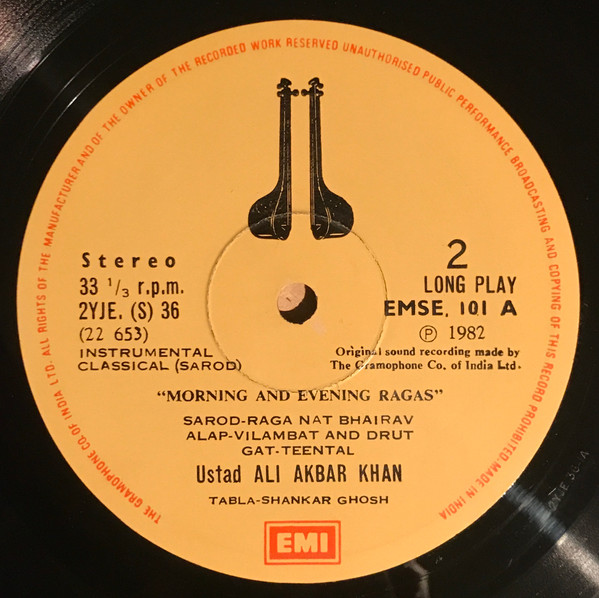 THE GRAMOPHONE CO. OF INDIA LTD. ALL RIGHTS OF THE MANUFACTURER AND OF THE OWNER OF THE RECORDED WORK RESERVED UNAUTHORISED PUBLIC PERFORMANCE BROADCASTING AND COPYING OF THIS RECORD PROHIBITED-MADE IN INDIA
Stereo
33 1/3 r.p.m.
2YJE. (S) 36
(22 653)
INSTRUMENTAL
CLASSICAL (SAROD)
2
LONG PLAY
EMSE. 101 A
Ⓟ 1982
Original sound recording made by
The Gramophone Co. of India Ltd.
"MORNING AND EVENING RAGAS"
SAROD-RAGA NAT BHAIRAV
ALAP-VILAMBAT AND DRUT
GAT-TEENTAL
Ustad ALI AKBAR KHAN
TABLA-SHANKAR GHOSH
EMI